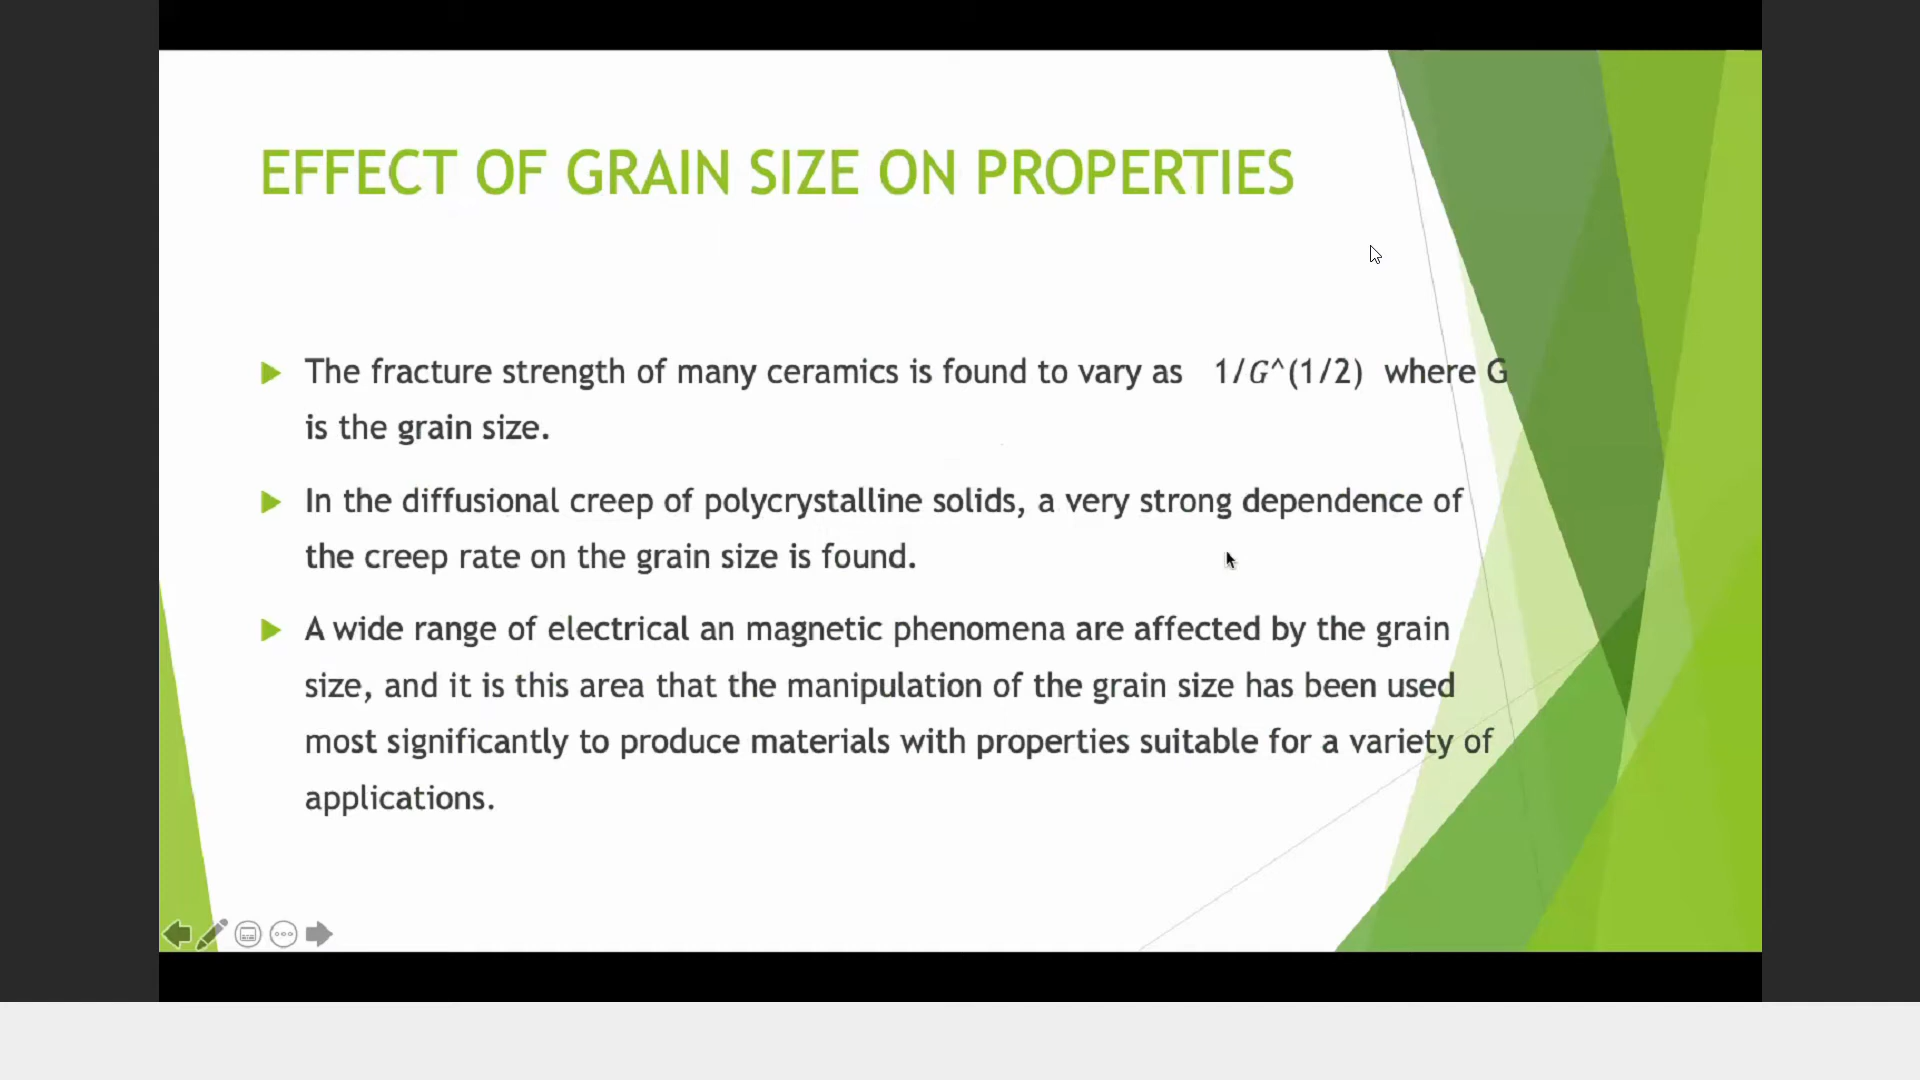 EFFECT OF GRAIN SIZE ON PROPERTIES
The fracture strength of many ceramics is found to vary as 1/G^(1/2) where G
is the grain size.
In the diffusional creep of polycrystalline solids, a very strong dependence of
the creep rate on the grain size is found.
A wide range of electrical an magnetic phenomena are affected by the grain
size, and it is this area that the manipulation of the grain size has been used
most significantly to produce materials with properties suitable for a variety of
applications.